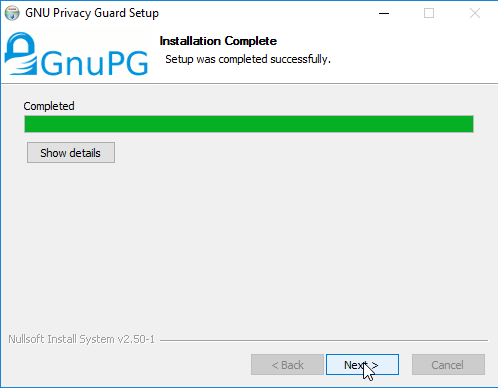 GNU Privacy Guard Setup
GnuPG
Installation Complete
Setup was completed successfully.
Completed
Show details
Nullsoft Install System v2.50-1
< Back
Next >
Cancel